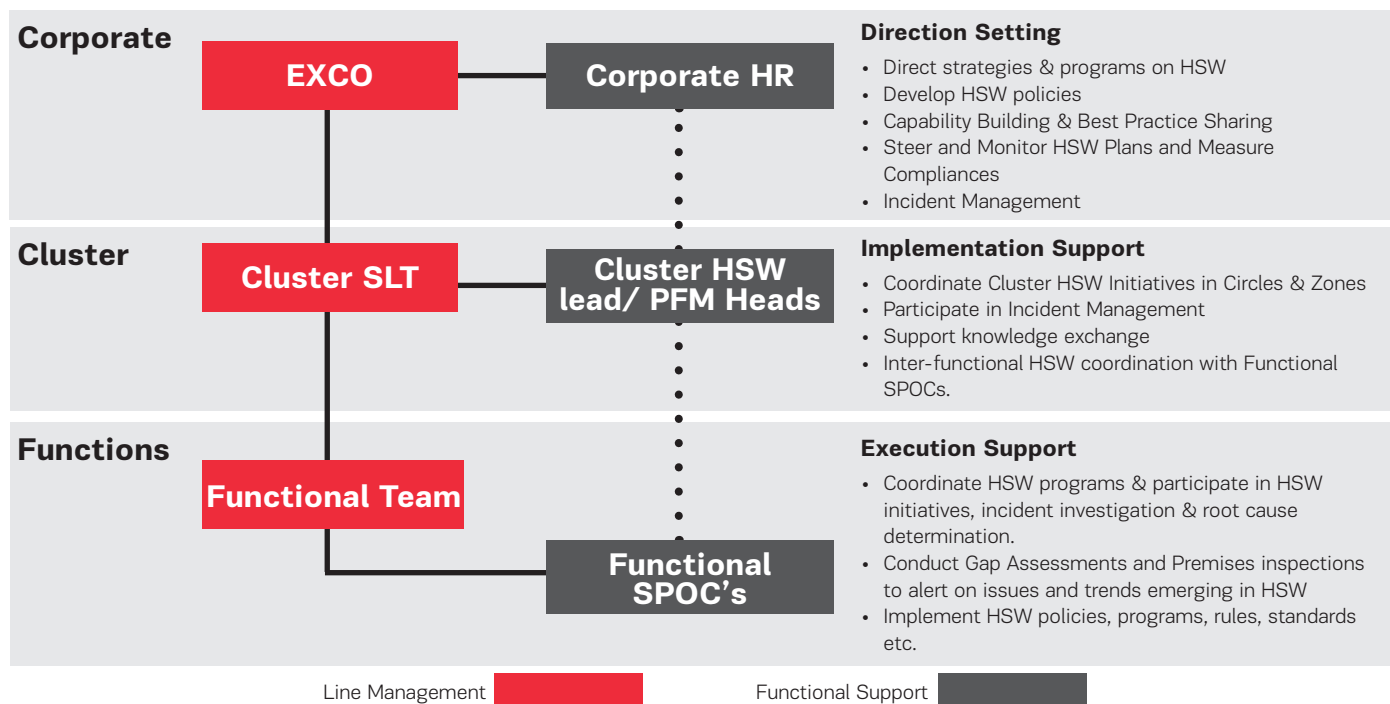 Corporate
EXCO
Corporate HR
Direction Setting
• Direct strategies & programs on HSW
• Develop HSW policies
• Capability Building & Best Practice Sharing
• Steer and Monitor HSW Plans and Measure
Compliances
• Incident Management
Cluster
Cluster SLT
Cluster HSW
lead/ PFM Heads
Implementation Support
• Coordinate Cluster HSW Initiatives in Circles & Zones
• Participate in Incident Management
• Support knowledge exchange
• Inter-functional HSW coordination with Functional
SPOCs.
Functions
Functional Team
Functional
SPOC’s
Execution Support
• Coordinate HSW programs & participate in HSW
initiatives, incident investigation & root cause
determination.
• Conduct Gap Assessments and Premises inspections
to alert on issues and trends emerging in HSW
• Implement HSW policies, programs, rules, standards
etc.
Line Management
Functional Support